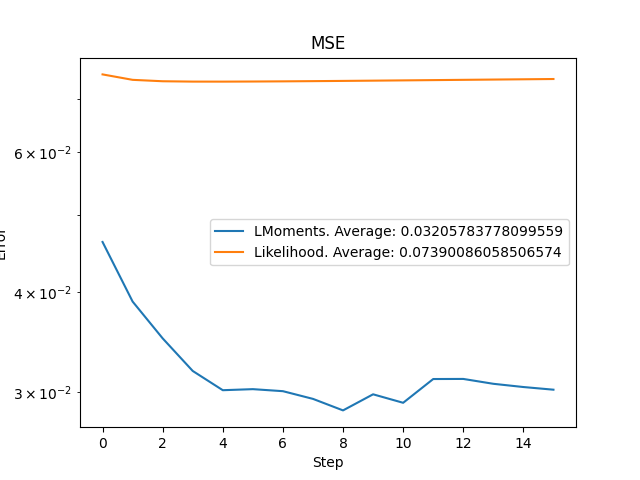 MSE
6 × 10⁻²
4 × 10⁻²
3 × 10⁻²
Error
LMoments. Average: 0.03205783778099559
Likelihood. Average: 0.07390086058506574
0 2 4 6 8 10 12 14
Step